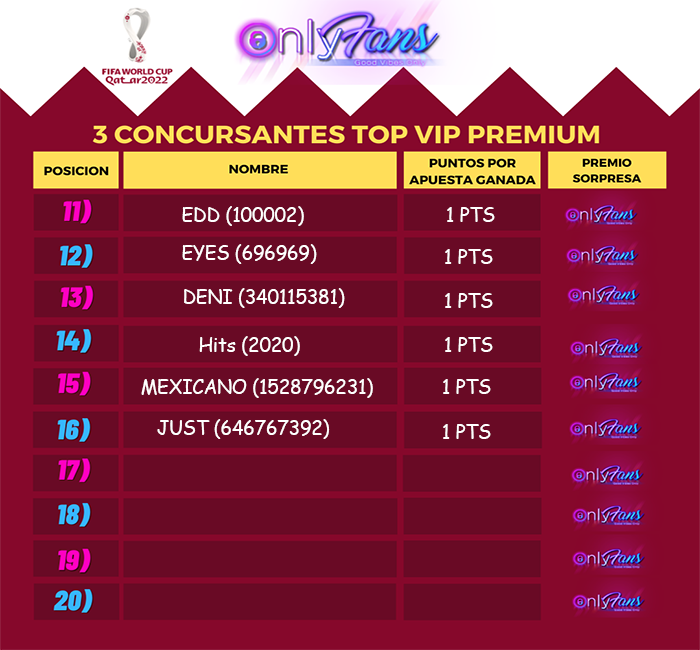 FIFA WORLD CUP
Qatar2022
OnlyFans
Good Vibes Only
3 CONCURSANTES TOP VIP PREMIUM
POSICION NOMBRE PUNTOS POR APUESTA GANADA PREMIO SORPRESA
11) EDD (100002) 1 PTS OnlyFans
12) EYES (696969) 1 PTS OnlyFans
13) DENI (340115381) 1 PTS OnlyFans
14) Hits (2020) 1 PTS OnlyFans
15) MEXICANO (1528796231) 1 PTS OnlyFans
16) JUST (646767392) 1 PTS OnlyFans
17) OnlyFans
18) OnlyFans
19) OnlyFans
20) OnlyFans